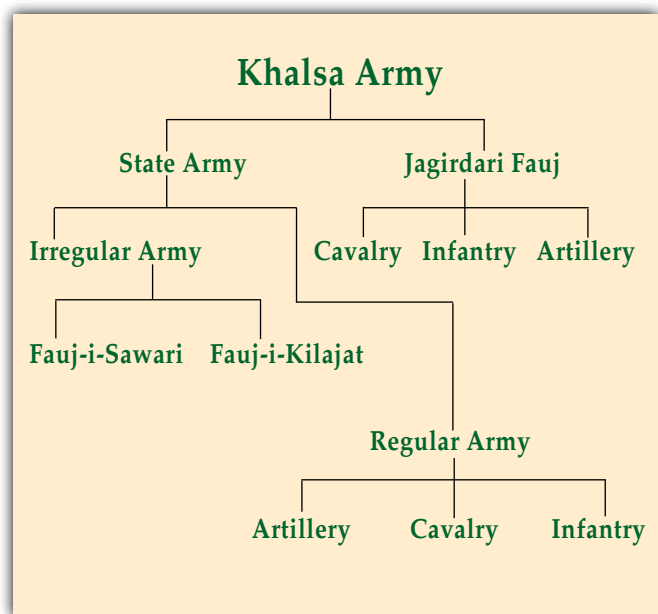 Khalsa Army
State Army Jagirdari Fauj
Irregular Army Cavalry Infantry Artillery
Fauj-i-Sawari Fauj-i-Kilajat
Regular Army
Artillery Cavalry Infantry